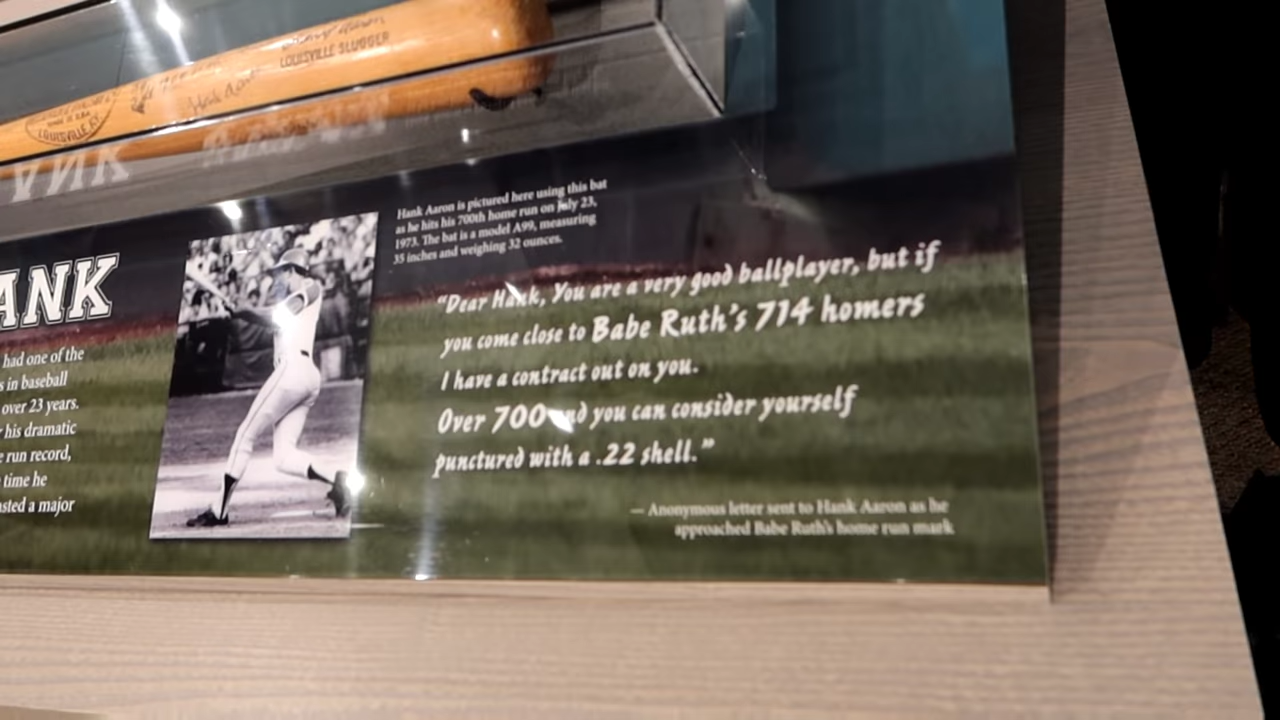 LOUISVILLE SLUGGER
LOUISVILLE, KY.
ANK
had one of the
s in baseball
over 23 years.
his dramatic
e run record,
time he
sted a major
Hank Aaron is pictured here using this bat
as he hits his 700th home run on July 23,
1973. The bat is a model A99, measuring
35 inches and weighing 32 ounces.
“Dear Hank, You are a very good ballplayer, but if
you come close to Babe Ruth’s 714 homers
I have a contract out on you.
Over 700 and you can consider yourself
punctured with a .22 shell.”
— Anonymous letter sent to Hank Aaron as he
approached Babe Ruth’s home run mark